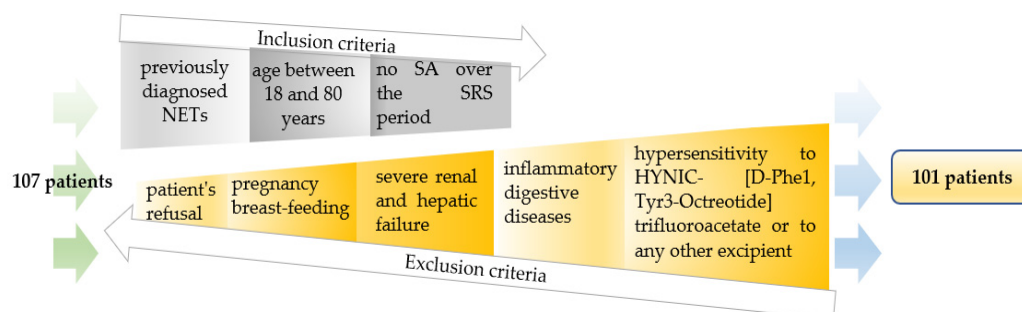 Inclusion criteria
previously
diagnosed
NETs
age between
18 and 80
years
no SA over
the SRS
period
107 patients
patient's
refusal
pregnancy
breast-feeding
severe renal
and hepatic
failure
inflammatory
digestive
diseases
hypersensitivity to
HYNIC- [D-Phe1,
Tyr3-Octreotide]
trifluoroacetate or to
any other excipient
101 patients
Exclusion criteria